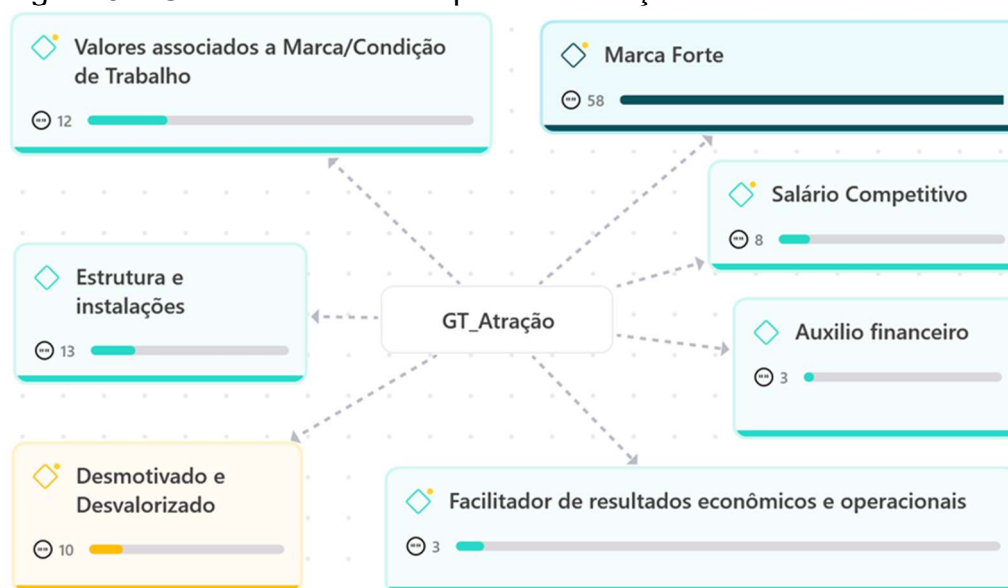 Valores associados a Marca/Condição
de Trabalho
12
Marca Forte
58
Salário Competitivo
8
Estrutura e
instalações
13
GT_Atração
Auxilio financeiro
3
Desmotivado e
Desvalorizado
10
Facilitador de resultados econômicos e operacionais
3